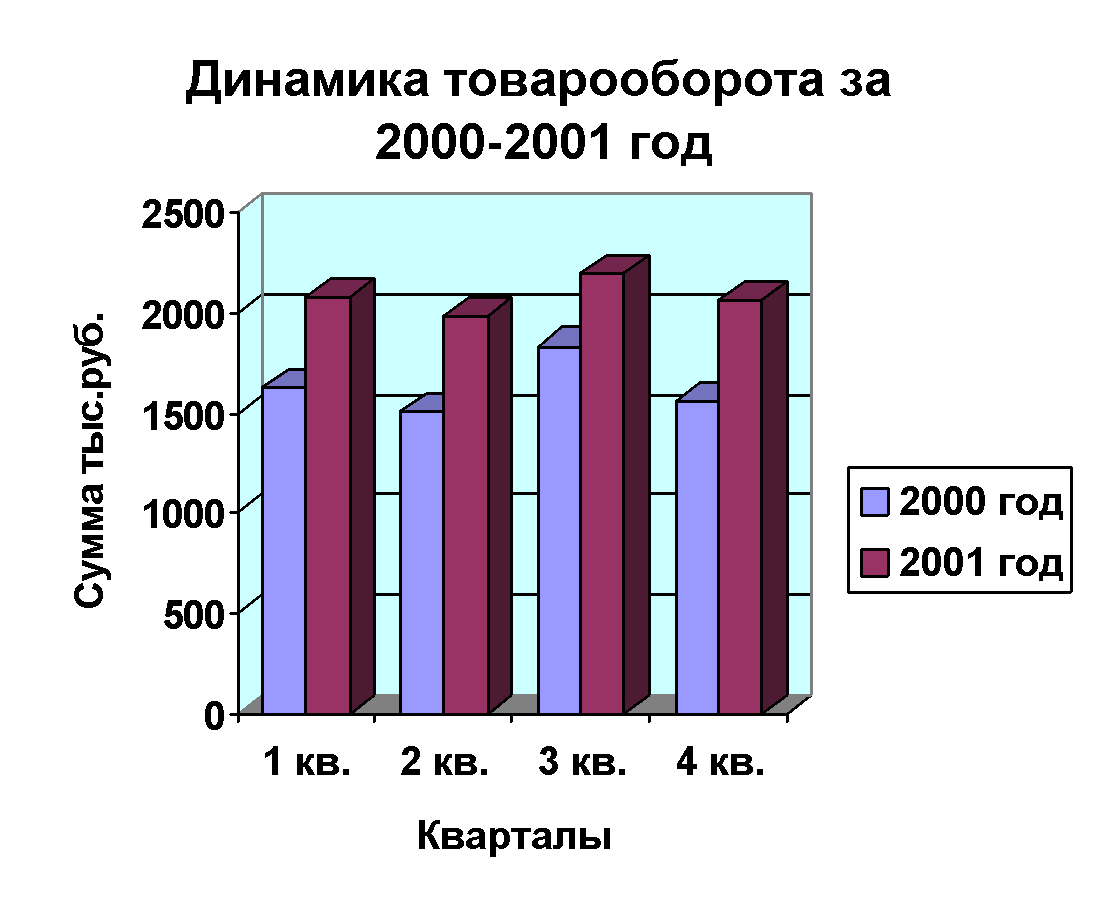 Динамика товарооборота за
2000-2001 год
2500
2000
1500
1000
500
0
Сумма тыс.руб.
1 кв. 2 кв. 3 кв. 4 кв.
Кварталы
2000 год
2001 год